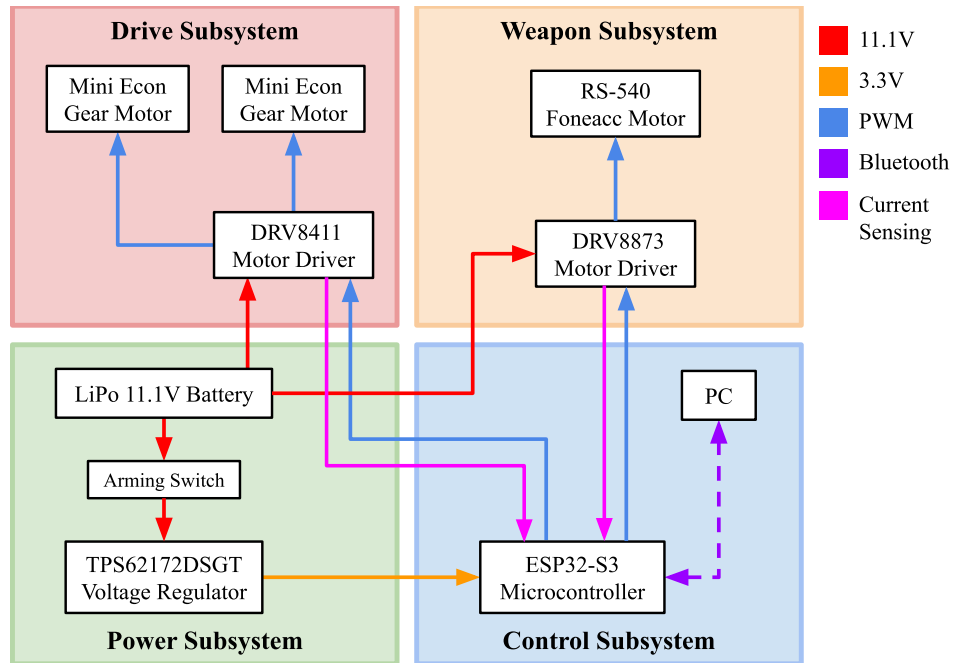 Drive Subsystem
Mini Econ
Gear Motor
Mini Econ
Gear Motor
DRV8411
Motor Driver
Weapon Subsystem
RS-540
Foneacc Motor
DRV8873
Motor Driver
11.1V
3.3V
PWM
Bluetooth
Current
Sensing
LiPo 11.1V Battery
Arming Switch
TPS62172DSGT
Voltage Regulator
Power Subsystem
PC
ESP32-S3
Microcontroller
Control Subsystem